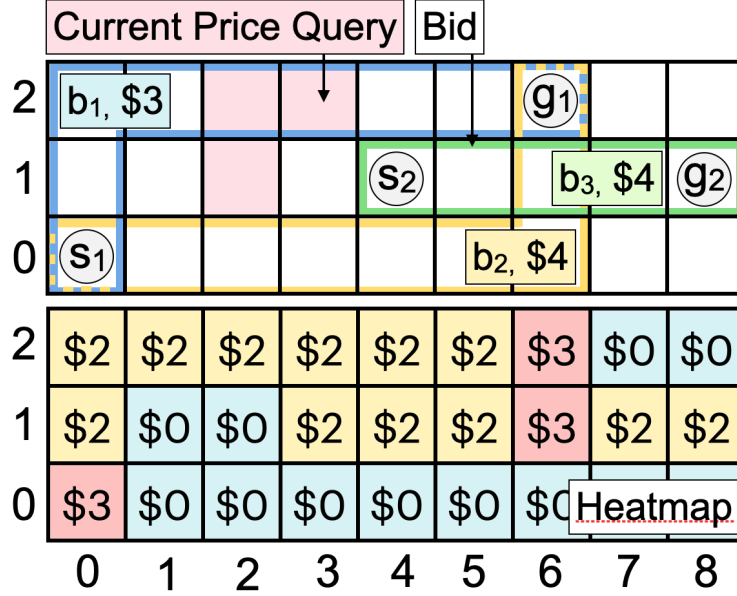 Current Price Query Bid
2 b₁, $3 g₁
1 s₂ b₃, $4 g₂
0 s₁ b₂, $4
2 $2 $2 $2 $2 $2 $2 $3 $0 $0
1 $2 $0 $0 $2 $2 $2 $3 $2 $2
0 $3 $0 $0 $0 $0 $0 $0 Heatmap
0 1 2 3 4 5 6 7 8